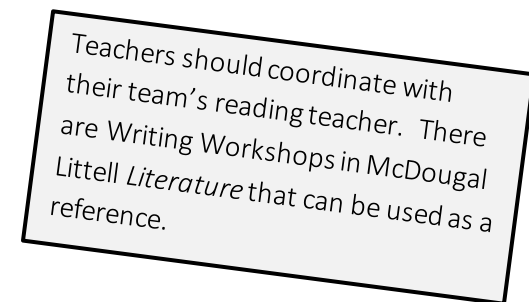 Teachers should coordinate with
their team's reading teacher.  There
are Writing Workshops in McDougal
Littell Literature that can be used as a
reference.